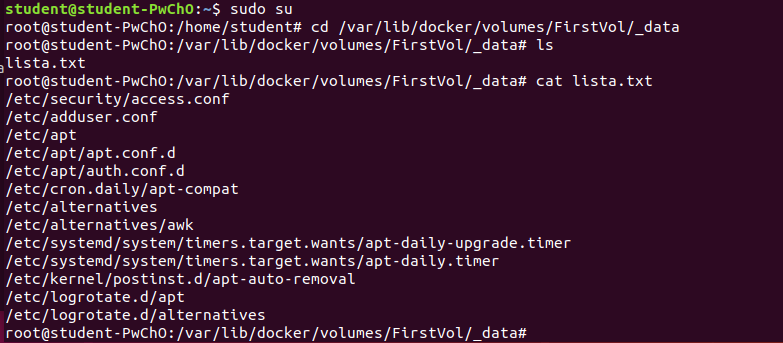 student@student-PwChO:~$ sudo su
root@student-PwChO:/home/student# cd /var/lib/docker/volumes/FirstVol/_data
root@student-PwChO:/var/lib/docker/volumes/FirstVol/_data# ls
lista.txt
root@student-PwChO:/var/lib/docker/volumes/FirstVol/_data# cat lista.txt
/etc/security/access.conf
/etc/adduser.conf
/etc/apt
/etc/apt/apt.conf.d
/etc/apt/auth.conf.d
/etc/cron.daily/apt-compat
/etc/alternatives
/etc/alternatives/awk
/etc/systemd/system/timers.target.wants/apt-daily-upgrade.timer
/etc/systemd/system/timers.target.wants/apt-daily.timer
/etc/kernel/postinst.d/apt-auto-removal
/etc/logrotate.d/apt
/etc/logrotate.d/alternatives
root@student-PwChO:/var/lib/docker/volumes/FirstVol/_data#